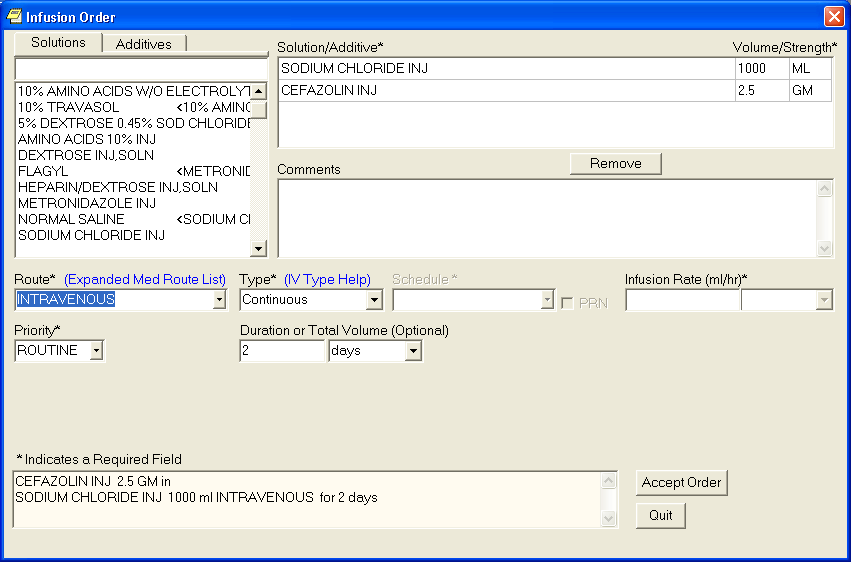 Infusion Order
Solutions
Additives
10% AMINO ACIDS W/O ELECTROLYT
10% TRAVASOL <10% AMINO
5% DEXTROSE 0.45% SOD CHLORIDE
AMINO ACIDS 10% INJ
DEXTROSE INJ,SOLN
FLAGYL <METRONID
HEPARIN/DEXTROSE INJ,SOLN
METRONIDAZOLE INJ
NORMAL SALINE <SODIUM C
SODIUM CHLORIDE INJ
Solution/Additive* Volume/Strength*
SODIUM CHLORIDE INJ 1000 ML
CEFAZOLIN INJ 2.5 GM
Remove
Comments
Route* (Expanded Med Route List) Type* (IV Type Help) Schedule * Infusion Rate (ml/hr)*
INTRAVENOUS Continuous PRN
Priority* Duration or Total Volume (Optional)
ROUTINE 2 days
* Indicates a Required Field
CEFAZOLIN INJ 2.5 GM in
SODIUM CHLORIDE INJ 1000 ml INTRAVENOUS for 2 days
Accept Order
Quit